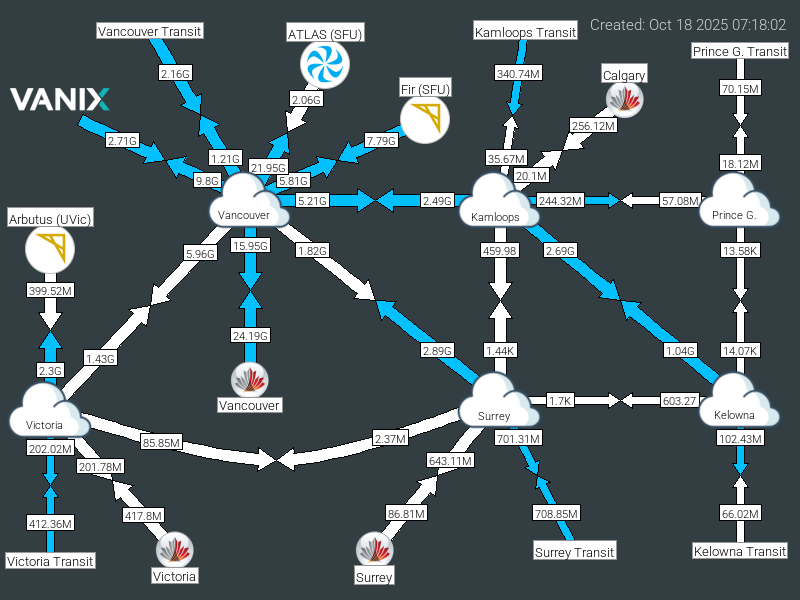 Created: Oct 18 2025 07:18:02
Vancouver Transit
ATLAS (SFU)
Kamloops Transit
Prince G. Transit
2.16G
340.74M
Calgary
70.15M
VANIX
2.06G
Fir (SFU)
256.12M
2.71G
7.79G
1.21G
35.67M
18.12M
21.95G
20.1M
9.8G
5.81G
5.21G
2.49G
244.32M
57.08M
Arbutus (UVic)
Vancouver
Kamloops
Prince G.
5.96G
15.95G
1.82G
459.98
2.69G
13.58K
399.52M
24.19G
1.43G
2.3G
2.89G
1.44K
1.04G
14.07K
Vancouver
1.7K
603.27
Victoria
Surrey
Kelowna
85.85M
2.37M
202.02M
701.31M
102.43M
201.78M
643.11M
412.36M
417.8M
86.81M
708.85M
66.02M
Victoria Transit
Victoria
Surrey
Surrey Transit
Kelowna Transit